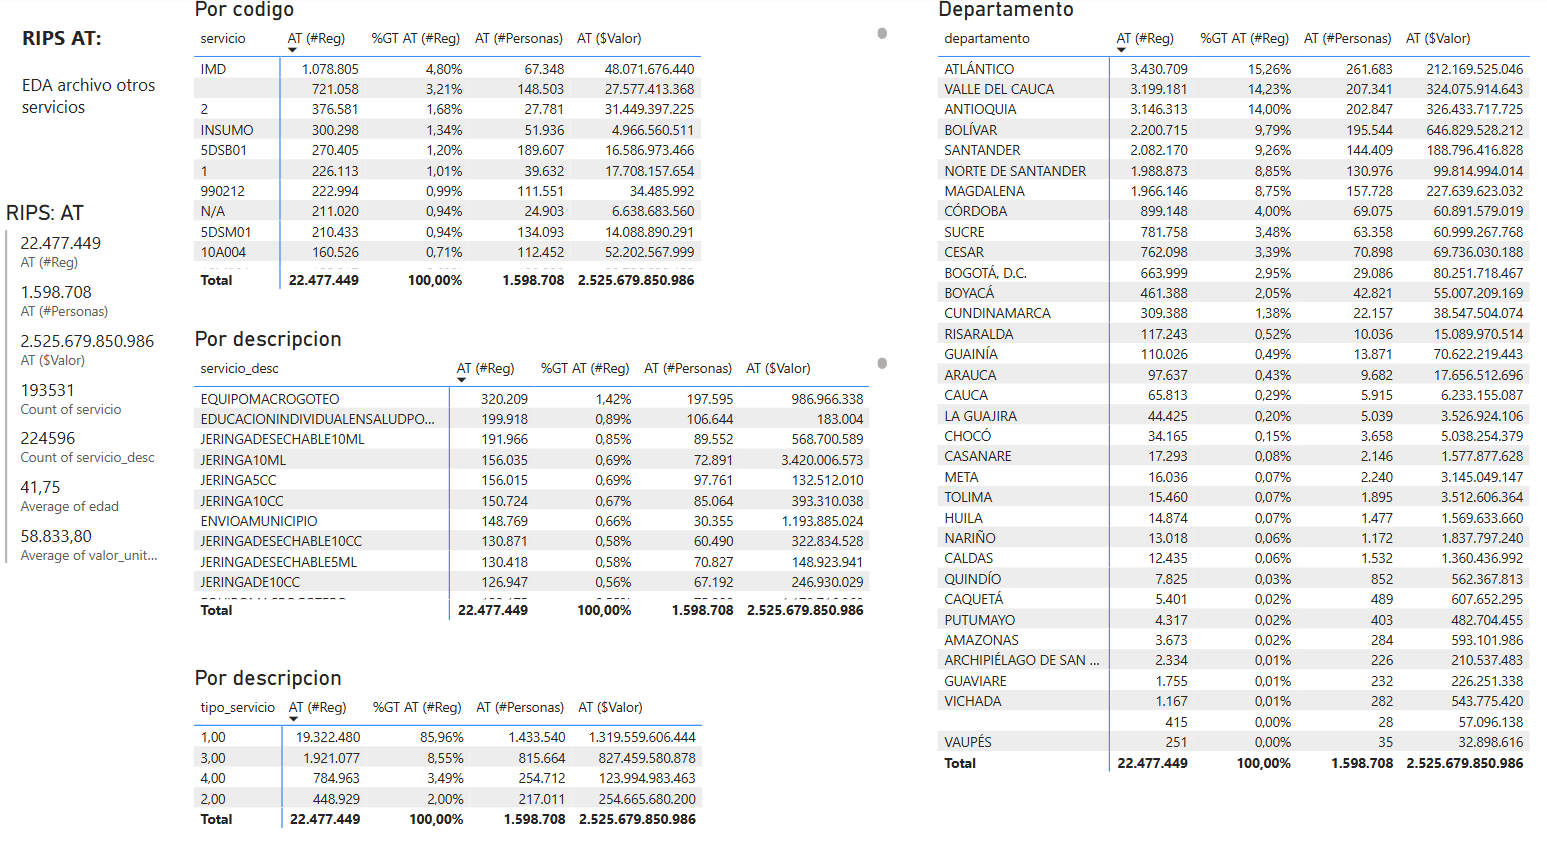 RIPS AT:
EDA archivo otros
servicios
RIPS: AT
22.477.449
AT (#Reg)
1.598.708
AT (#Personas)
2.525.679.850.986
AT ($Valor)
193531
Count of servicio
224596
Count of servicio_desc
41,75
Average of edad
58.833,80
Average of valor_unit...
Por codigo
servicio AT (#Reg) %GT AT (#Reg) AT (#Personas) AT ($Valor)
IMD 1.078.805 4,80% 67.348 48.071.676.440
721.058 3,21% 148.503 27.577.413.368
2 376.581 1,68% 27.781 31.449.397.225
INSUMO 300.298 1,34% 51.936 4.966.560.511
5DSB01 270.405 1,20% 189.607 16.586.973.466
1 226.113 1,01% 39.632 17.708.157.654
990212 222.994 0,99% 111.551 34.485.992
N/A 211.020 0,94% 24.903 6.638.683.560
5DSM01 210.433 0,94% 134.093 14.088.890.291
10A004 160.526 0,71% 112.452 52.202.567.999
Total 22.477.449 100,00% 1.598.708 2.525.679.850.986
Por descripcion
servicio_desc AT (#Reg) %GT AT (#Reg) AT (#Personas) AT ($Valor)
EQUIPOMACROGOTEO 320.209 1,42% 197.595 986.966.338
EDUCACIONINDIVIDUALENSALUDPO... 199.918 0,89% 106.644 183.004
JERINGADESECHABLE10ML 191.966 0,85% 89.552 568.700.589
JERINGA10ML 156.035 0,69% 72.891 3.420.006.573
JERINGA5CC 156.015 0,69% 97.761 132.512.010
JERINGA10CC 150.724 0,67% 85.064 393.310.038
ENVIOAMUNICIPIO 148.769 0,66% 30.355 1.193.885.024
JERINGADESECHABLE10CC 130.871 0,58% 60.490 322.834.528
JERINGADESECHABLE5ML 130.418 0,58% 70.827 148.923.941
JERINGADE10CC 126.947 0,56% 67.192 246.930.029
Total 22.477.449 100,00% 1.598.708 2.525.679.850.986
Por descripcion
tipo_servicio AT (#Reg) %GT AT (#Reg) AT (#Personas) AT ($Valor)
1,00 19.322.480 85,96% 1.433.540 1.319.559.606.444
3,00 1.921.077 8,55% 815.664 827.459.580.878
4,00 784.963 3,49% 254.712 123.994.983.463
2,00 448.929 2,00% 217.011 254.665.680.200
Total 22.477.449 100,00% 1.598.708 2.525.679.850.986
Departamento
departamento AT (#Reg) %GT AT (#Reg) AT (#Personas) AT ($Valor)
ATLÁNTICO 3.430.709 15,26% 261.683 212.169.525.046
VALLE DEL CAUCA 3.199.181 14,23% 207.341 324.075.914.643
ANTIOQUIA 3.146.313 14,00% 202.847 326.433.717.725
BOLÍVAR 2.200.715 9,79% 195.544 646.829.528.212
SANTANDER 2.082.170 9,26% 144.409 188.796.416.828
NORTE DE SANTANDER 1.988.873 8,85% 130.976 99.814.994.014
MAGDALENA 1.966.146 8,75% 157.728 227.639.623.032
CÓRDOBA 899.148 4,00% 69.075 60.891.579.019
SUCRE 781.758 3,48% 63.358 60.999.267.768
CESAR 762.098 3,39% 70.898 69.736.030.188
BOGOTÁ, D.C. 663.999 2,95% 29.086 80.251.718.467
BOYACÁ 461.388 2,05% 42.821 55.007.209.169
CUNDINAMARCA 309.388 1,38% 22.157 38.547.504.074
RISARALDA 117.243 0,52% 10.036 15.089.970.514
GUAINÍA 110.026 0,49% 13.871 70.622.219.443
ARAUCA 97.637 0,43% 9.682 17.656.512.696
CAUCA 65.813 0,29% 5.915 6.233.155.087
LA GUAJIRA 44.425 0,20% 5.039 3.526.924.106
CHOCÓ 34.165 0,15% 3.658 5.038.254.379
CASANARE 17.293 0,08% 2.146 1.577.877.628
META 16.036 0,07% 2.240 3.145.049.147
TOLIMA 15.460 0,07% 1.895 3.512.606.364
HUILA 14.874 0,07% 1.477 1.569.633.660
NARIÑO 13.018 0,06% 1.172 1.837.797.240
CALDAS 12.435 0,06% 1.532 1.360.436.992
QUINDÍO 7.825 0,03% 852 562.367.813
CAQUETÁ 5.401 0,02% 489 607.652.295
PUTUMAYO 4.317 0,02% 403 482.704.455
AMAZONAS 3.673 0,02% 284 593.101.986
ARCHIPIÉLAGO DE SAN ... 2.334 0,01% 226 210.537.483
GUAVIARE 1.755 0,01% 232 226.251.338
VICHADA 1.167 0,01% 282 543.775.420
415 0,00% 28 57.096.138
VAUPÉS 251 0,00% 35 32.898.616
Total 22.477.449 100,00% 1.598.708 2.525.679.850.986